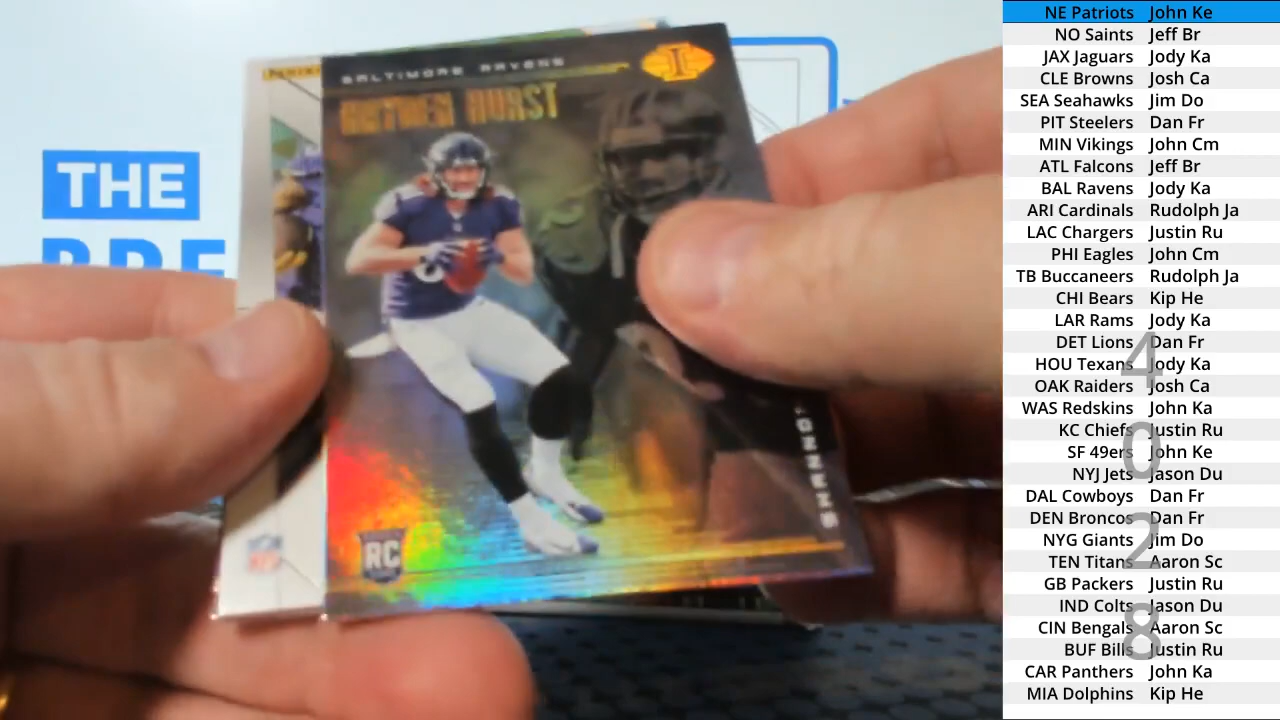 THE
PANINI
BALTIMORE RAVENS
HAYDEN HURST
I
RC
NFL
NE Patriots John Ke
NO Saints Jeff Br
JAX Jaguars Jody Ka
CLE Browns Josh Ca
SEA Seahawks Jim Do
PIT Steelers Dan Fr
MIN Vikings John Cm
ATL Falcons Jeff Br
BAL Ravens Jody Ka
ARI Cardinals Rudolph Ja
LAC Chargers Justin Ru
PHI Eagles John Cm
TB Buccaneers Rudolph Ja
CHI Bears Kip He
LAR Rams Jody Ka
DET Lions Dan Fr
HOU Texans Jody Ka
OAK Raiders Josh Ca
WAS Redskins John Ka
KC Chiefs Justin Ru
SF 49ers John Ke
NYJ Jets Jason Du
DAL Cowboys Dan Fr
DEN Broncos Dan Fr
NYG Giants Jim Do
TEN Titans Aaron Sc
GB Packers Justin Ru
IND Colts Jason Du
CIN Bengals Aaron Sc
BUF Bills Justin Ru
CAR Panthers John Ka
MIA Dolphins Kip He
4
0
2
8